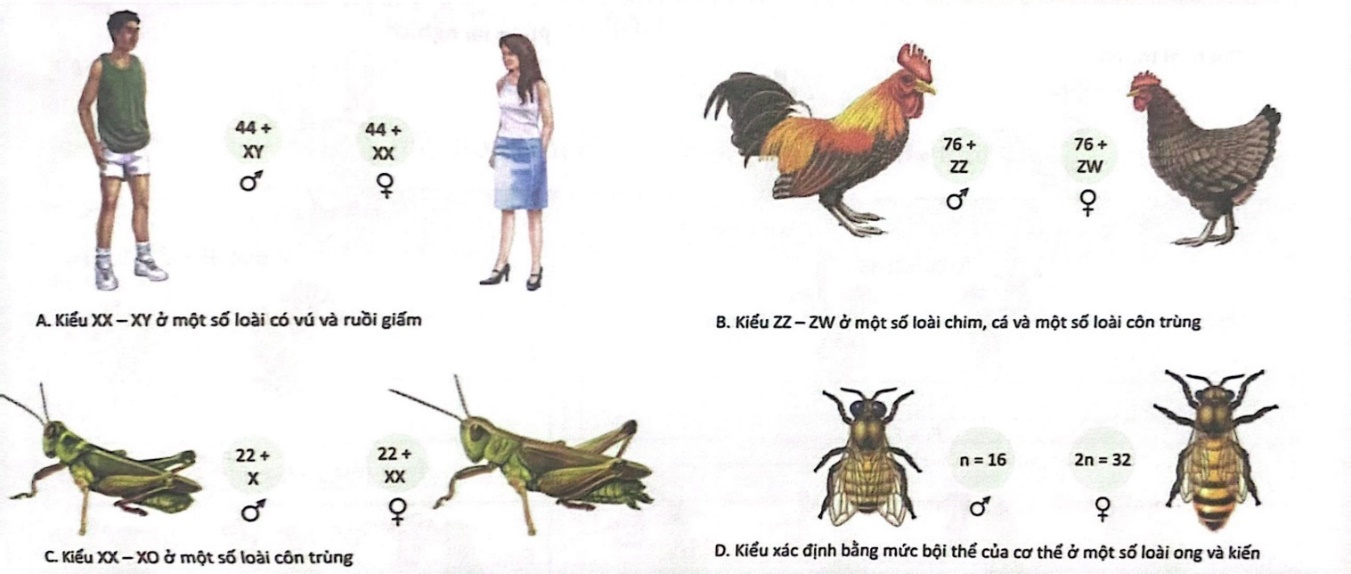 44 +
XY
♂
44 +
XX
♀
A. Kiểu XX – XY ở một số loài có vú và ruồi giấm
76 +
ZZ
♂
76 +
ZW
♀
B. Kiểu ZZ – ZW ở một số loài chim, cá và một số loài côn trùng
22 +
X
♂
22 +
XX
♀
C. Kiểu XX – XO ở một số loài côn trùng
n = 16
♂
2n = 32
♀
D. Kiểu xác định bằng mức bội thể của cơ thể ở một số loài ong và kiến